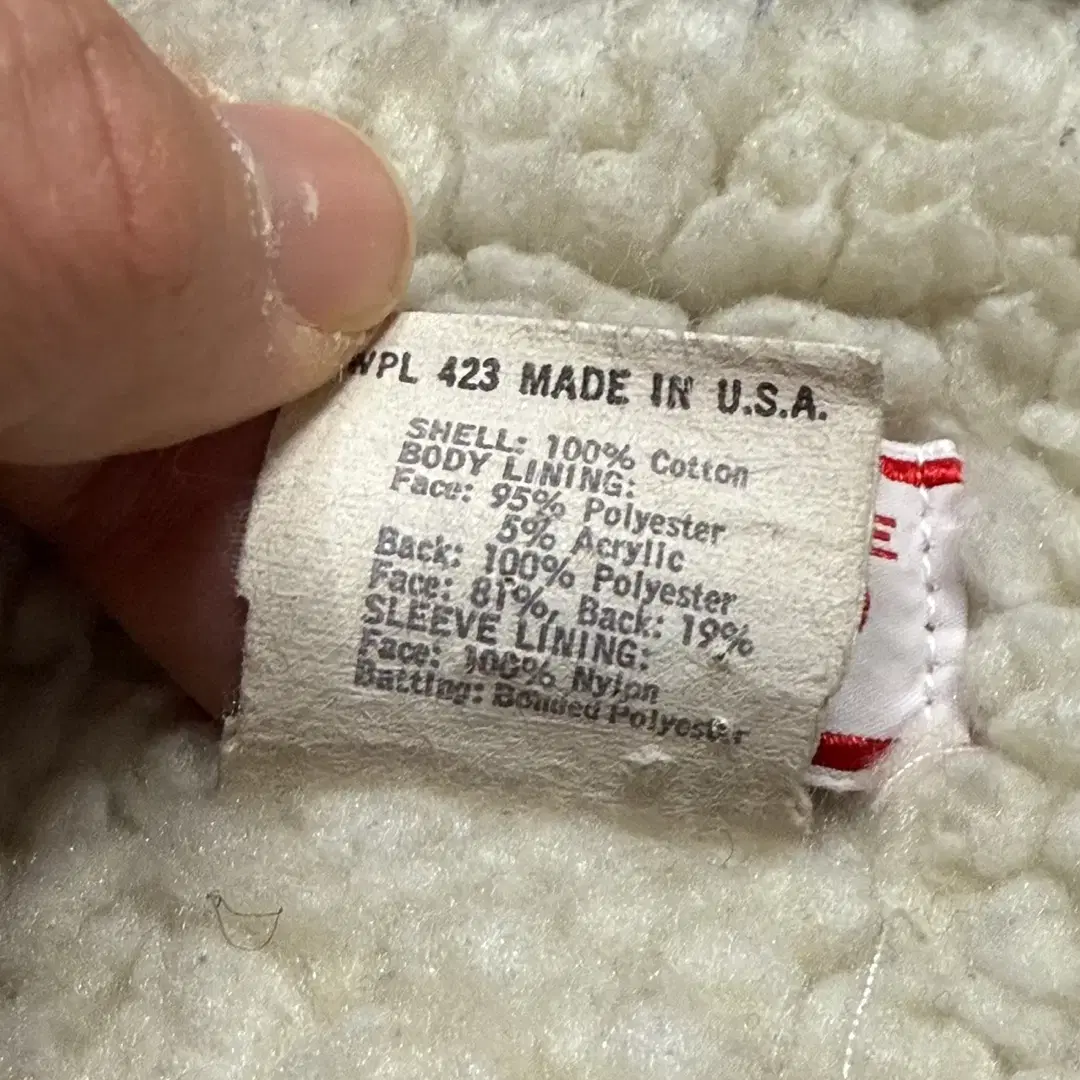 WPL 423 MADE IN U.S.A.
SHELL: 100% Cotton
BODY LINING:
Face: 95% Polyester
5% Acrylic
Back: 100% Polyester
Face: 81%, Back: 19%
SLEEVE LINING:
Face: 100% Nylon
Batting: Bonded Polyester
E